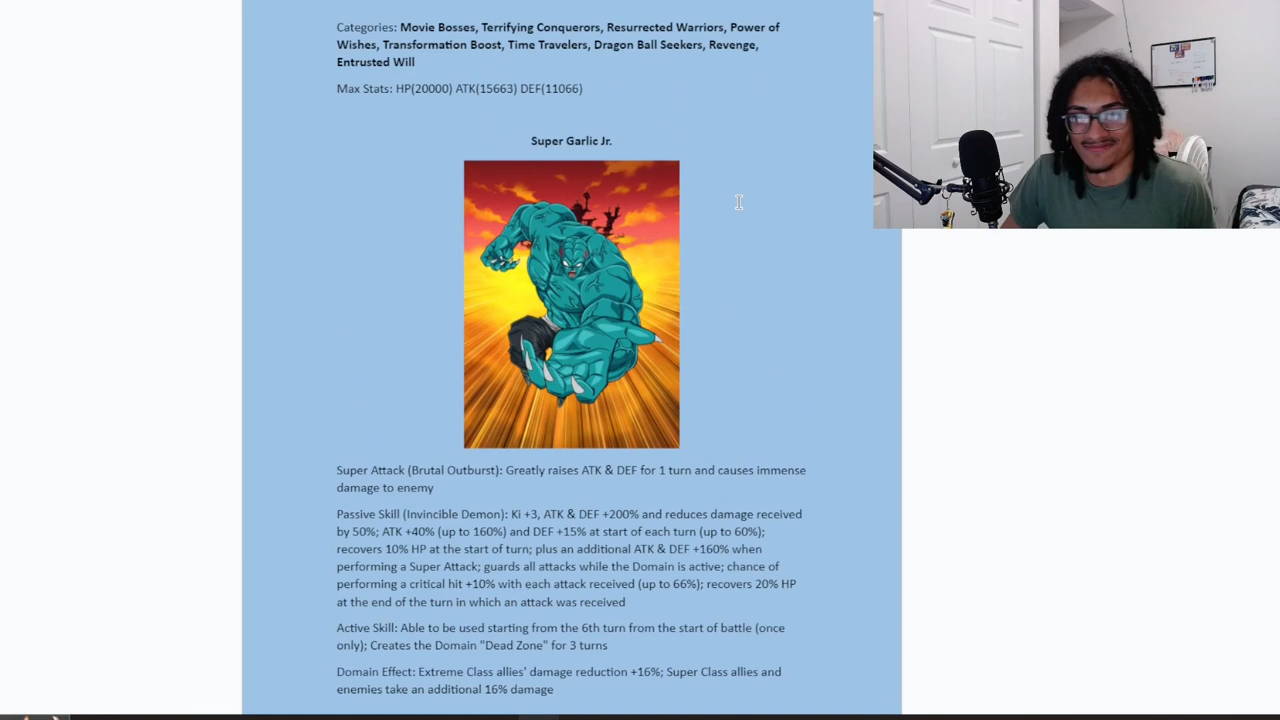 Categories: Movie Bosses, Terrifying Conquerors, Resurrected Warriors, Power of
Wishes, Transformation Boost, Time Travelers, Dragon Ball Seekers, Revenge,
Entrusted Will
Max Stats: HP(20000) ATK(15663) DEF(11066)
Super Garlic Jr.
Super Attack (Brutal Outburst): Greatly raises ATK & DEF for 1 turn and causes immense
damage to enemy
Passive Skill (Invincible Demon): Ki +3, ATK & DEF +200% and reduces damage received
by 50%; ATK +40% (up to 160%) and DEF +15% at start of each turn (up to 60%);
recovers 10% HP at the start of turn; plus an additional ATK & DEF +160% when
performing a Super Attack; guards all attacks while the Domain is active; chance of
performing a critical hit +10% with each attack received (up to 66%); recovers 20% HP
at the end of the turn in which an attack was received
Active Skill: Able to be used starting from the 6th turn from the start of battle (once
only); Creates the Domain "Dead Zone" for 3 turns
Domain Effect: Extreme Class allies' damage reduction +16%; Super Class allies and
enemies take an additional 16% damage